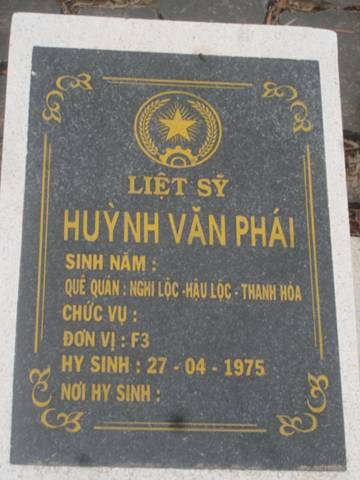 LIỆT SỸ
HUỲNH VĂN PHÁI
SINH NĂM :
QUÊ QUÁN : NGHI LỘC -HẬU LỘC - THANH HÓA
CHỨC VỤ :
ĐƠN VỊ : F3
HY SINH : 27 - 04 - 1975
NƠI HY SINH :